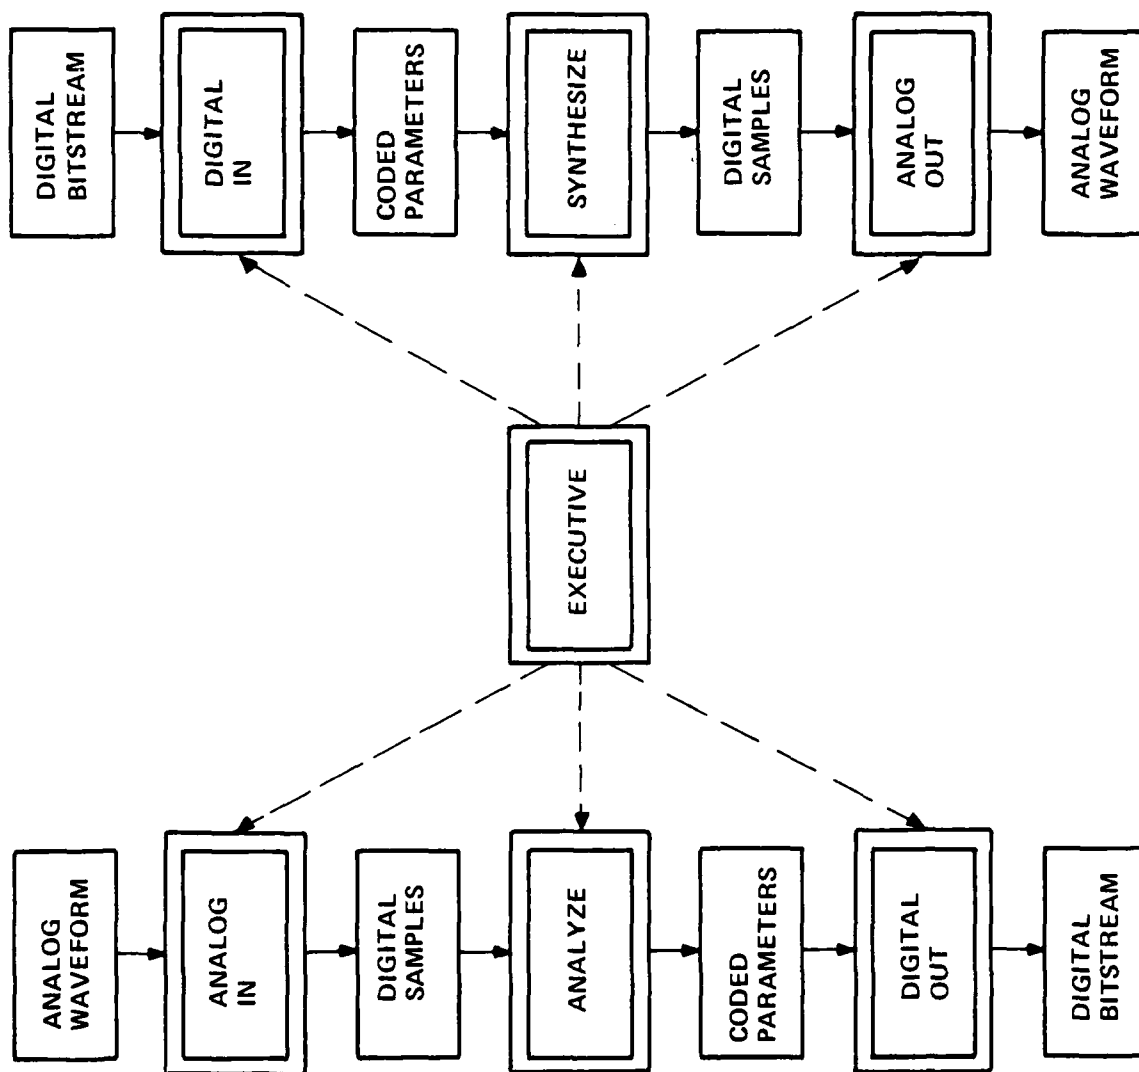 ANALOG
WAVEFORM
ANALOG
IN
DIGITAL
SAMPLES
ANALYZE
CODED
PARAMETERS
DIGITAL
OUT
DIGITAL
BITSTREAM
EXECUTIVE
DIGITAL
BITSTREAM
DIGITAL
IN
CODED
PARAMETERS
SYNTHESIZE
DIGITAL
SAMPLES
ANALOG
OUT
ANALOG
WAVEFORM